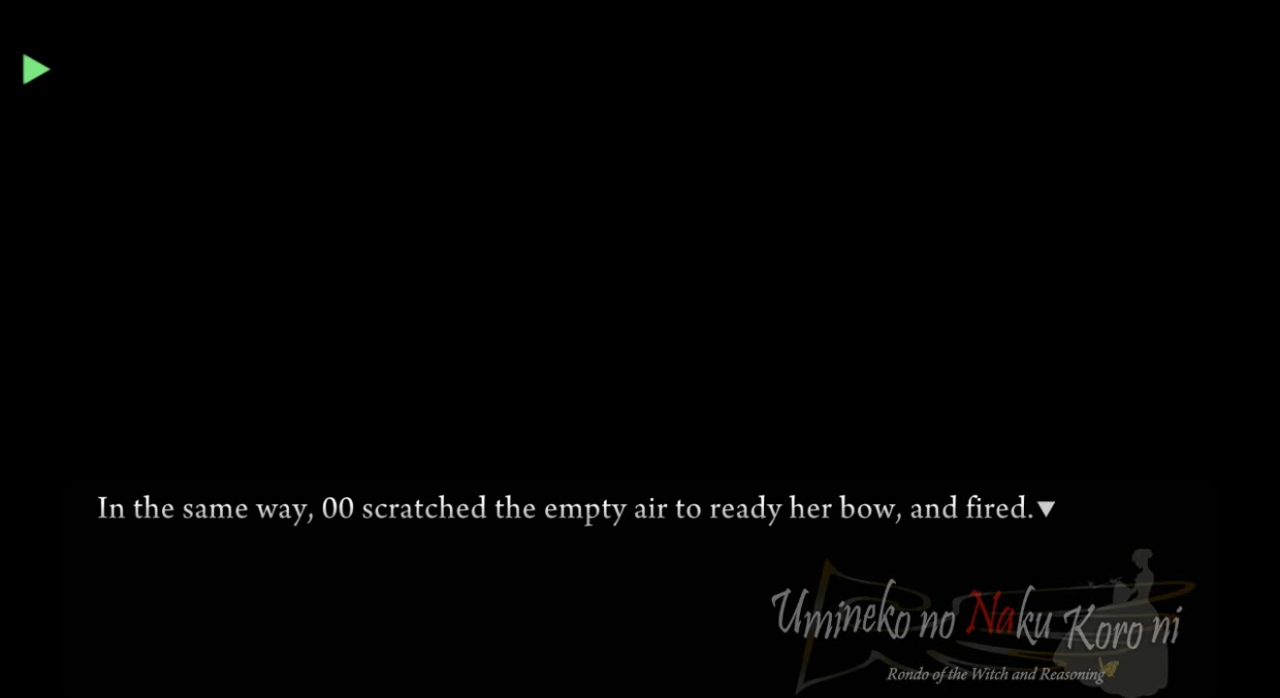 In the same way, 00 scratched the empty air to ready her bow, and fired.
Umineko no Naku Koro ni
Rondo of the Witch and Reasoning